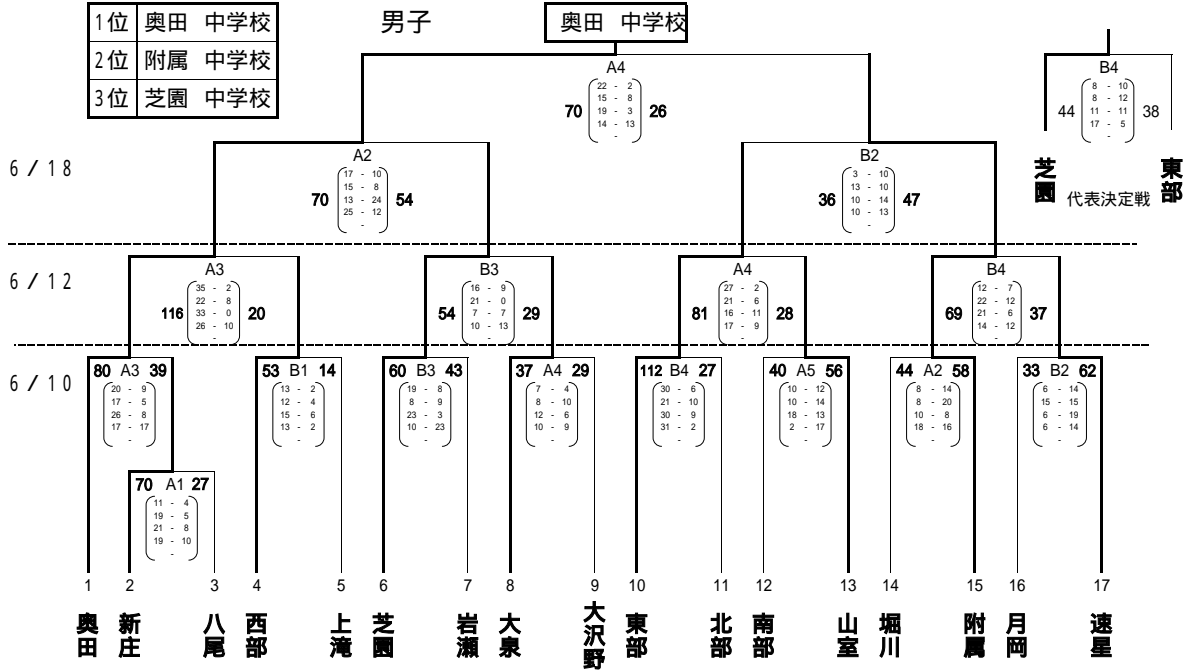 1位 奥田 中学校
2位 附属 中学校
3位 芝園 中学校
男子
奥田 中学校
A4
70 26
22 - 2
15 - 8
19 - 3
14 - 13
-
B4
44 38
8 - 10
8 - 12
11 - 11
17 - 5
-
芝園
東部
代表決定戦
6/18
A2
70 54
17 - 10
15 - 8
13 - 24
25 - 12
-
B2
36 47
3 - 10
13 - 10
10 - 14
10 - 13
-
6/12
A3
116 20
35 - 2
22 - 8
33 - 0
26 - 10
-
B3
54 29
16 - 9
21 - 0
7 - 7
10 - 13
-
A4
81 28
27 - 2
21 - 6
16 - 11
17 - 9
-
B4
69 37
12 - 7
22 - 12
21 - 6
14 - 12
-
6/10
80 A3 39
20 - 9
17 - 5
26 - 8
17 - 17
-
53 B1 14
13 - 2
12 - 4
15 - 6
13 - 2
-
60 B3 43
19 - 8
8 - 9
23 - 3
10 - 23
-
37 A4 29
7 - 4
8 - 10
12 - 6
10 - 9
-
112 B4 27
30 - 6
21 - 10
30 - 9
31 - 2
-
40 A5 56
10 - 12
10 - 14
18 - 13
2 - 17
-
44 A2 58
8 - 14
8 - 20
10 - 8
18 - 16
-
33 B2 62
6 - 14
15 - 15
6 - 19
6 - 14
-
70 A1 27
11 - 4
19 - 5
21 - 8
19 - 10
-
1 2 3 4 5 6 7 8 9 10 11 12 13 14 15 16 17
奥田
新庄
八尾
西部
上滝
芝園
岩瀬
大泉
大沢野
東部
北部
南部
山室
堀川
附属
月岡
速星